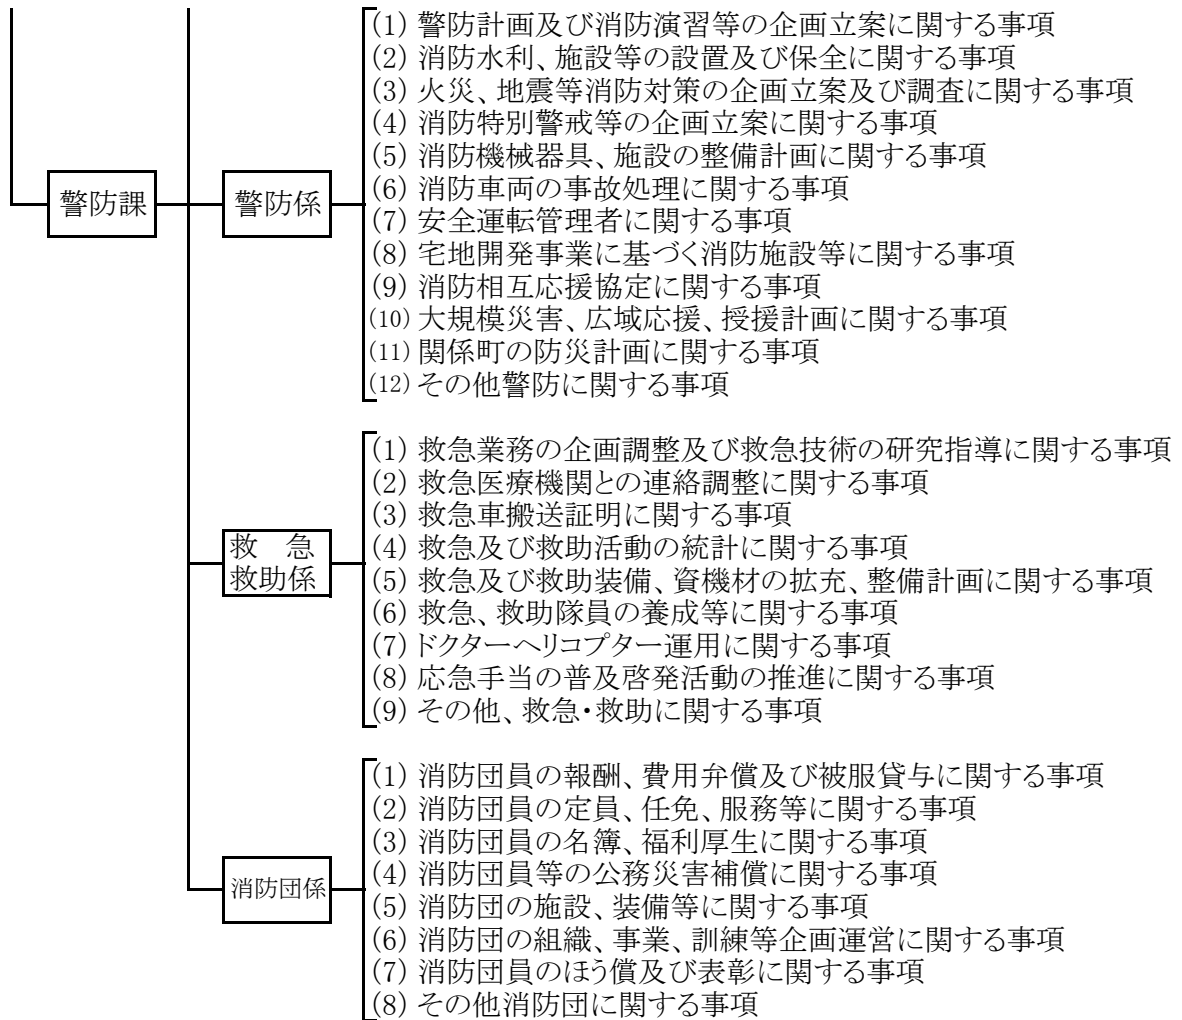 警防課
警防係
(1) 警防計画及び消防演習等の企画立案に関する事項
(2) 消防水利、施設等の設置及び保全に関する事項
(3) 火災、地震等消防対策の企画立案及び調査に関する事項
(4) 消防特別警戒等の企画立案に関する事項
(5) 消防機械器具、施設の整備計画に関する事項
(6) 消防車両の事故処理に関する事項
(7) 安全運転管理者に関する事項
(8) 宅地開発事業に基づく消防施設等に関する事項
(9) 消防相互応援協定に関する事項
(10) 大規模災害、広域応援、授援計画に関する事項
(11) 関係町の防災計画に関する事項
(12) その他警防に関する事項
救　急
救助係
(1) 救急業務の企画調整及び救急技術の研究指導に関する事項
(2) 救急医療機関との連絡調整に関する事項
(3) 救急車搬送証明に関する事項
(4) 救急及び救助活動の統計に関する事項
(5) 救急及び救助装備、資機材の拡充、整備計画に関する事項
(6) 救急、救助隊員の養成等に関する事項
(7) ドクターヘリコプター運用に関する事項
(8) 応急手当の普及啓発活動の推進に関する事項
(9) その他、救急・救助に関する事項
消防団係
(1) 消防団員の報酬、費用弁償及び被服貸与に関する事項
(2) 消防団員の定員、任免、服務等に関する事項
(3) 消防団員の名簿、福利厚生に関する事項
(4) 消防団員等の公務災害補償に関する事項
(5) 消防団の施設、装備等に関する事項
(6) 消防団の組織、事業、訓練等企画運営に関する事項
(7) 消防団員のほう償及び表彰に関する事項
(8) その他消防団に関する事項